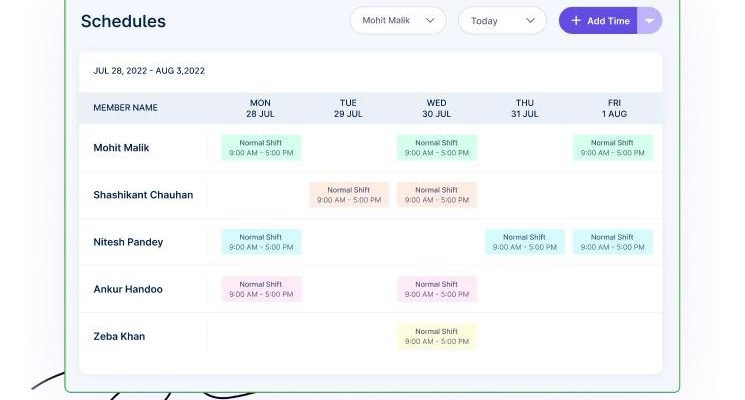 Schedules
Mohit Malik
Today
+ Add Time
JUL 28, 2022 - AUG 3,2022
MEMBER NAME
MON
28 JUL
TUE
29 JUL
WED
30 JUL
THU
31 JUL
FRI
1 AUG
Mohit Malik
Normal Shift
9:00 AM - 5:00 PM
Normal Shift
9:00 AM - 5:00 PM
Normal Shift
9:00 AM - 5:00 PM
Shashikant Chauhan
Normal Shift
9:00 AM - 5:00 PM
Normal Shift
9:00 AM - 5:00 PM
Nitesh Pandey
Normal Shift
9:00 AM - 5:00 PM
Normal Shift
9:00 AM - 5:00 PM
Normal Shift
9:00 AM - 5:00 PM
Ankur Handoo
Normal Shift
9:00 AM - 5:00 PM
Normal Shift
9:00 AM - 5:00 PM
Zeba Khan
Normal Shift
9:00 AM - 5:00 PM